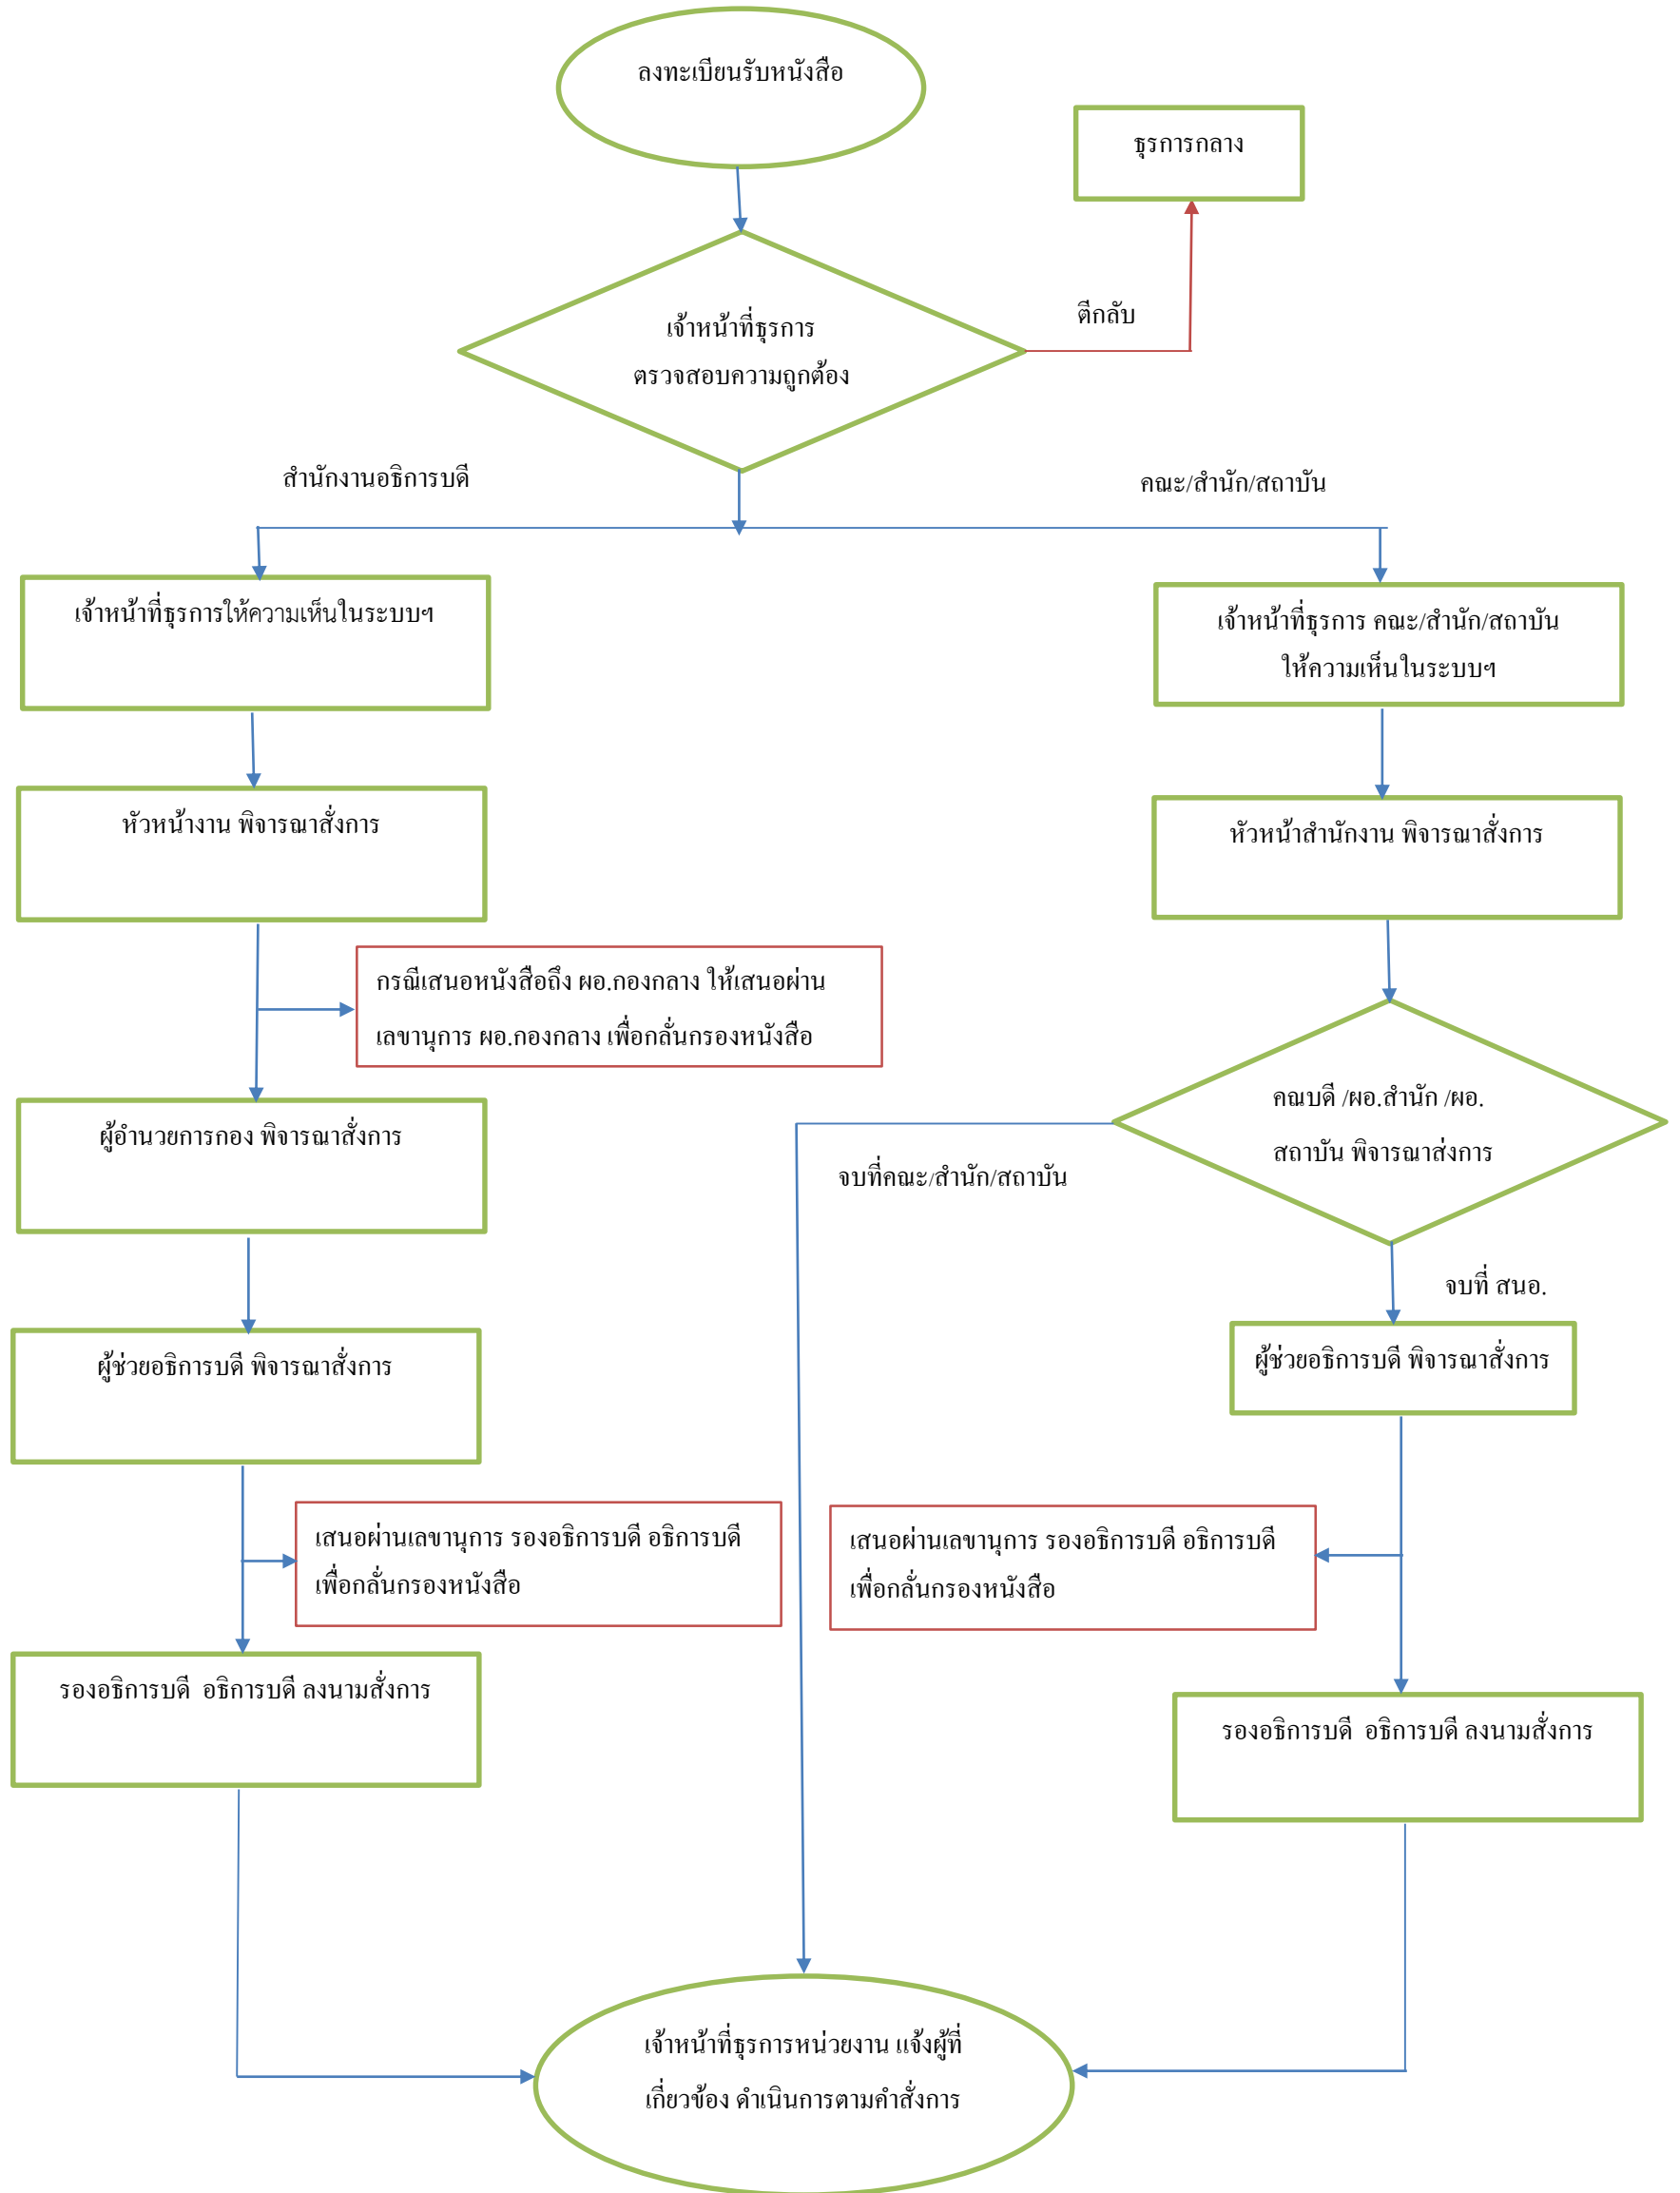 ลงทะเบียนรับหนังสือ
ธุรการกลาง
ตีกลับ
เจ้าหน้าที่ธุรการ
ตรวจสอบความถูกต้อง
สำนักงานอธิการบดี
คณะ/สำนัก/สถาบัน
เจ้าหน้าที่ธุรการให้ความเห็นในระบบฯ
เจ้าหน้าที่ธุรการ คณะ/สำนัก/สถาบัน
ให้ความเห็นในระบบฯ
หัวหน้างาน พิจารณาสั่งการ
หัวหน้าสำนักงาน พิจารณาสั่งการ
กรณีเสนอหนังสือถึง ผอ.กองกลาง ให้เสนอผ่าน
เลขานุการ ผอ.กองกลาง เพื่อกลั่นกรองหนังสือ
ผู้อำนวยการกอง พิจารณาสั่งการ
คณบดี /ผอ.สำนัก /ผอ.
สถาบัน พิจารณาส่งการ
จบที่คณะ/สำนัก/สถาบัน
จบที่ สนอ.
ผู้ช่วยอธิการบดี พิจารณาสั่งการ
ผู้ช่วยอธิการบดี พิจารณาสั่งการ
เสนอผ่านเลขานุการ รองอธิการบดี อธิการบดี
เพื่อกลั่นกรองหนังสือ
เสนอผ่านเลขานุการ รองอธิการบดี อธิการบดี
เพื่อกลั่นกรองหนังสือ
รองอธิการบดี  อธิการบดี ลงนามสั่งการ
รองอธิการบดี  อธิการบดี ลงนามสั่งการ
เจ้าหน้าที่ธุรการหน่วยงาน แจ้งผู้ที่
เกี่ยวข้อง ดำเนินการตามคำสั่งการ